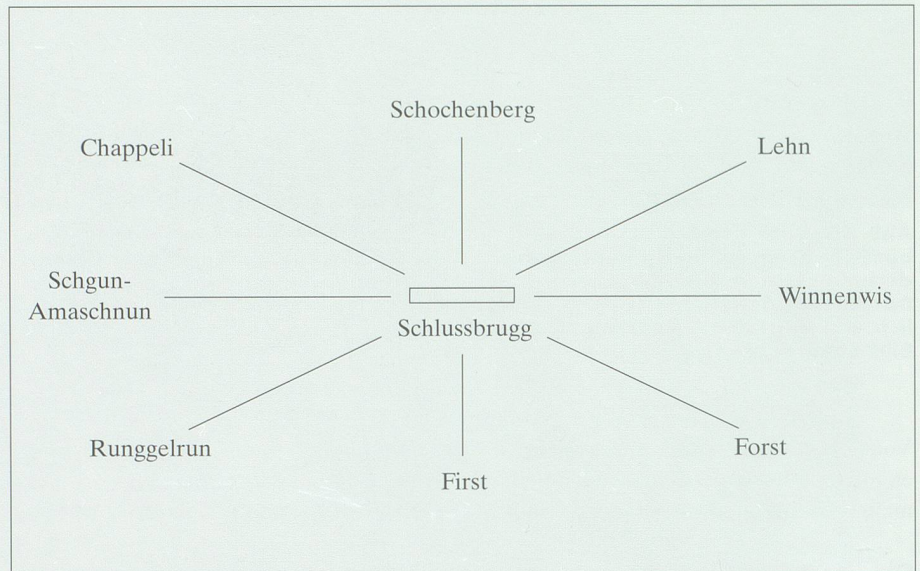 Schochenberg
Chappeli
Lehn
Schgun-
Amaschnun
Winnenwis
Schlussbrugg
Runggelrun
Forst
First